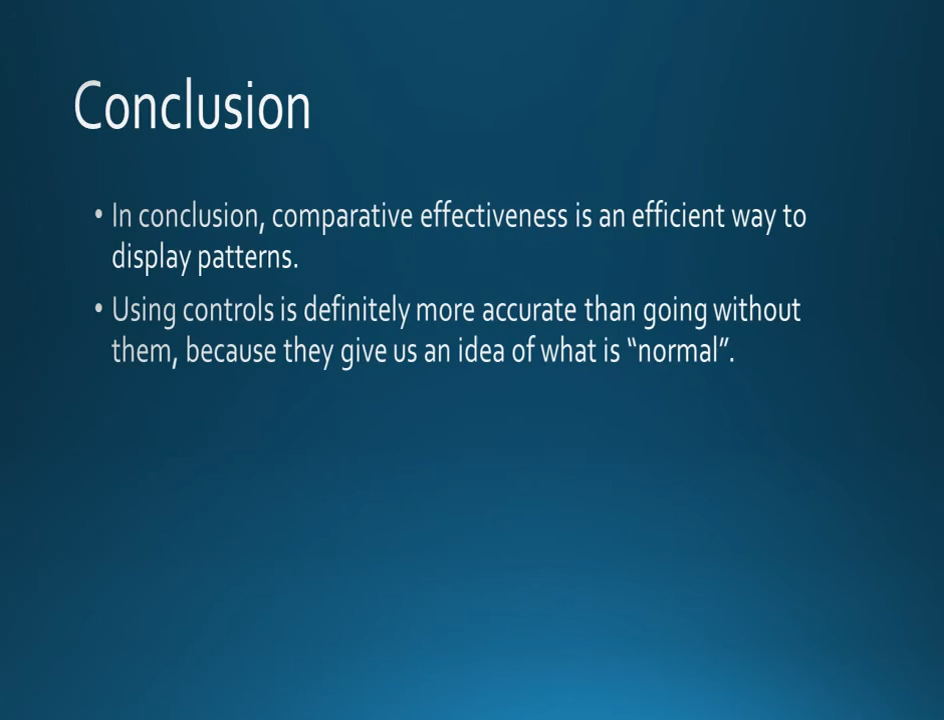 Conclusion
• In conclusion, comparative effectiveness is an efficient way to
display patterns.
• Using controls is definitely more accurate than going without
them, because they give us an idea of what is “normal”.